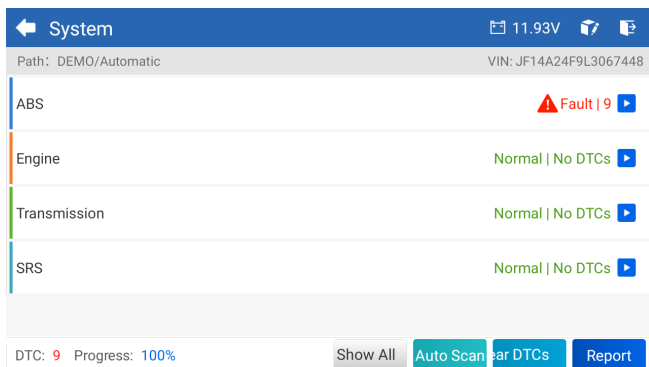 System 11.93V
Path: DEMO/Automatic VIN: JF14A24F9L3067448
ABS Fault | 9
Engine Normal | No DTCs
Transmission Normal | No DTCs
SRS Normal | No DTCs
DTC: 9 Progress: 100% Show All Auto Scan ear DTCs Report